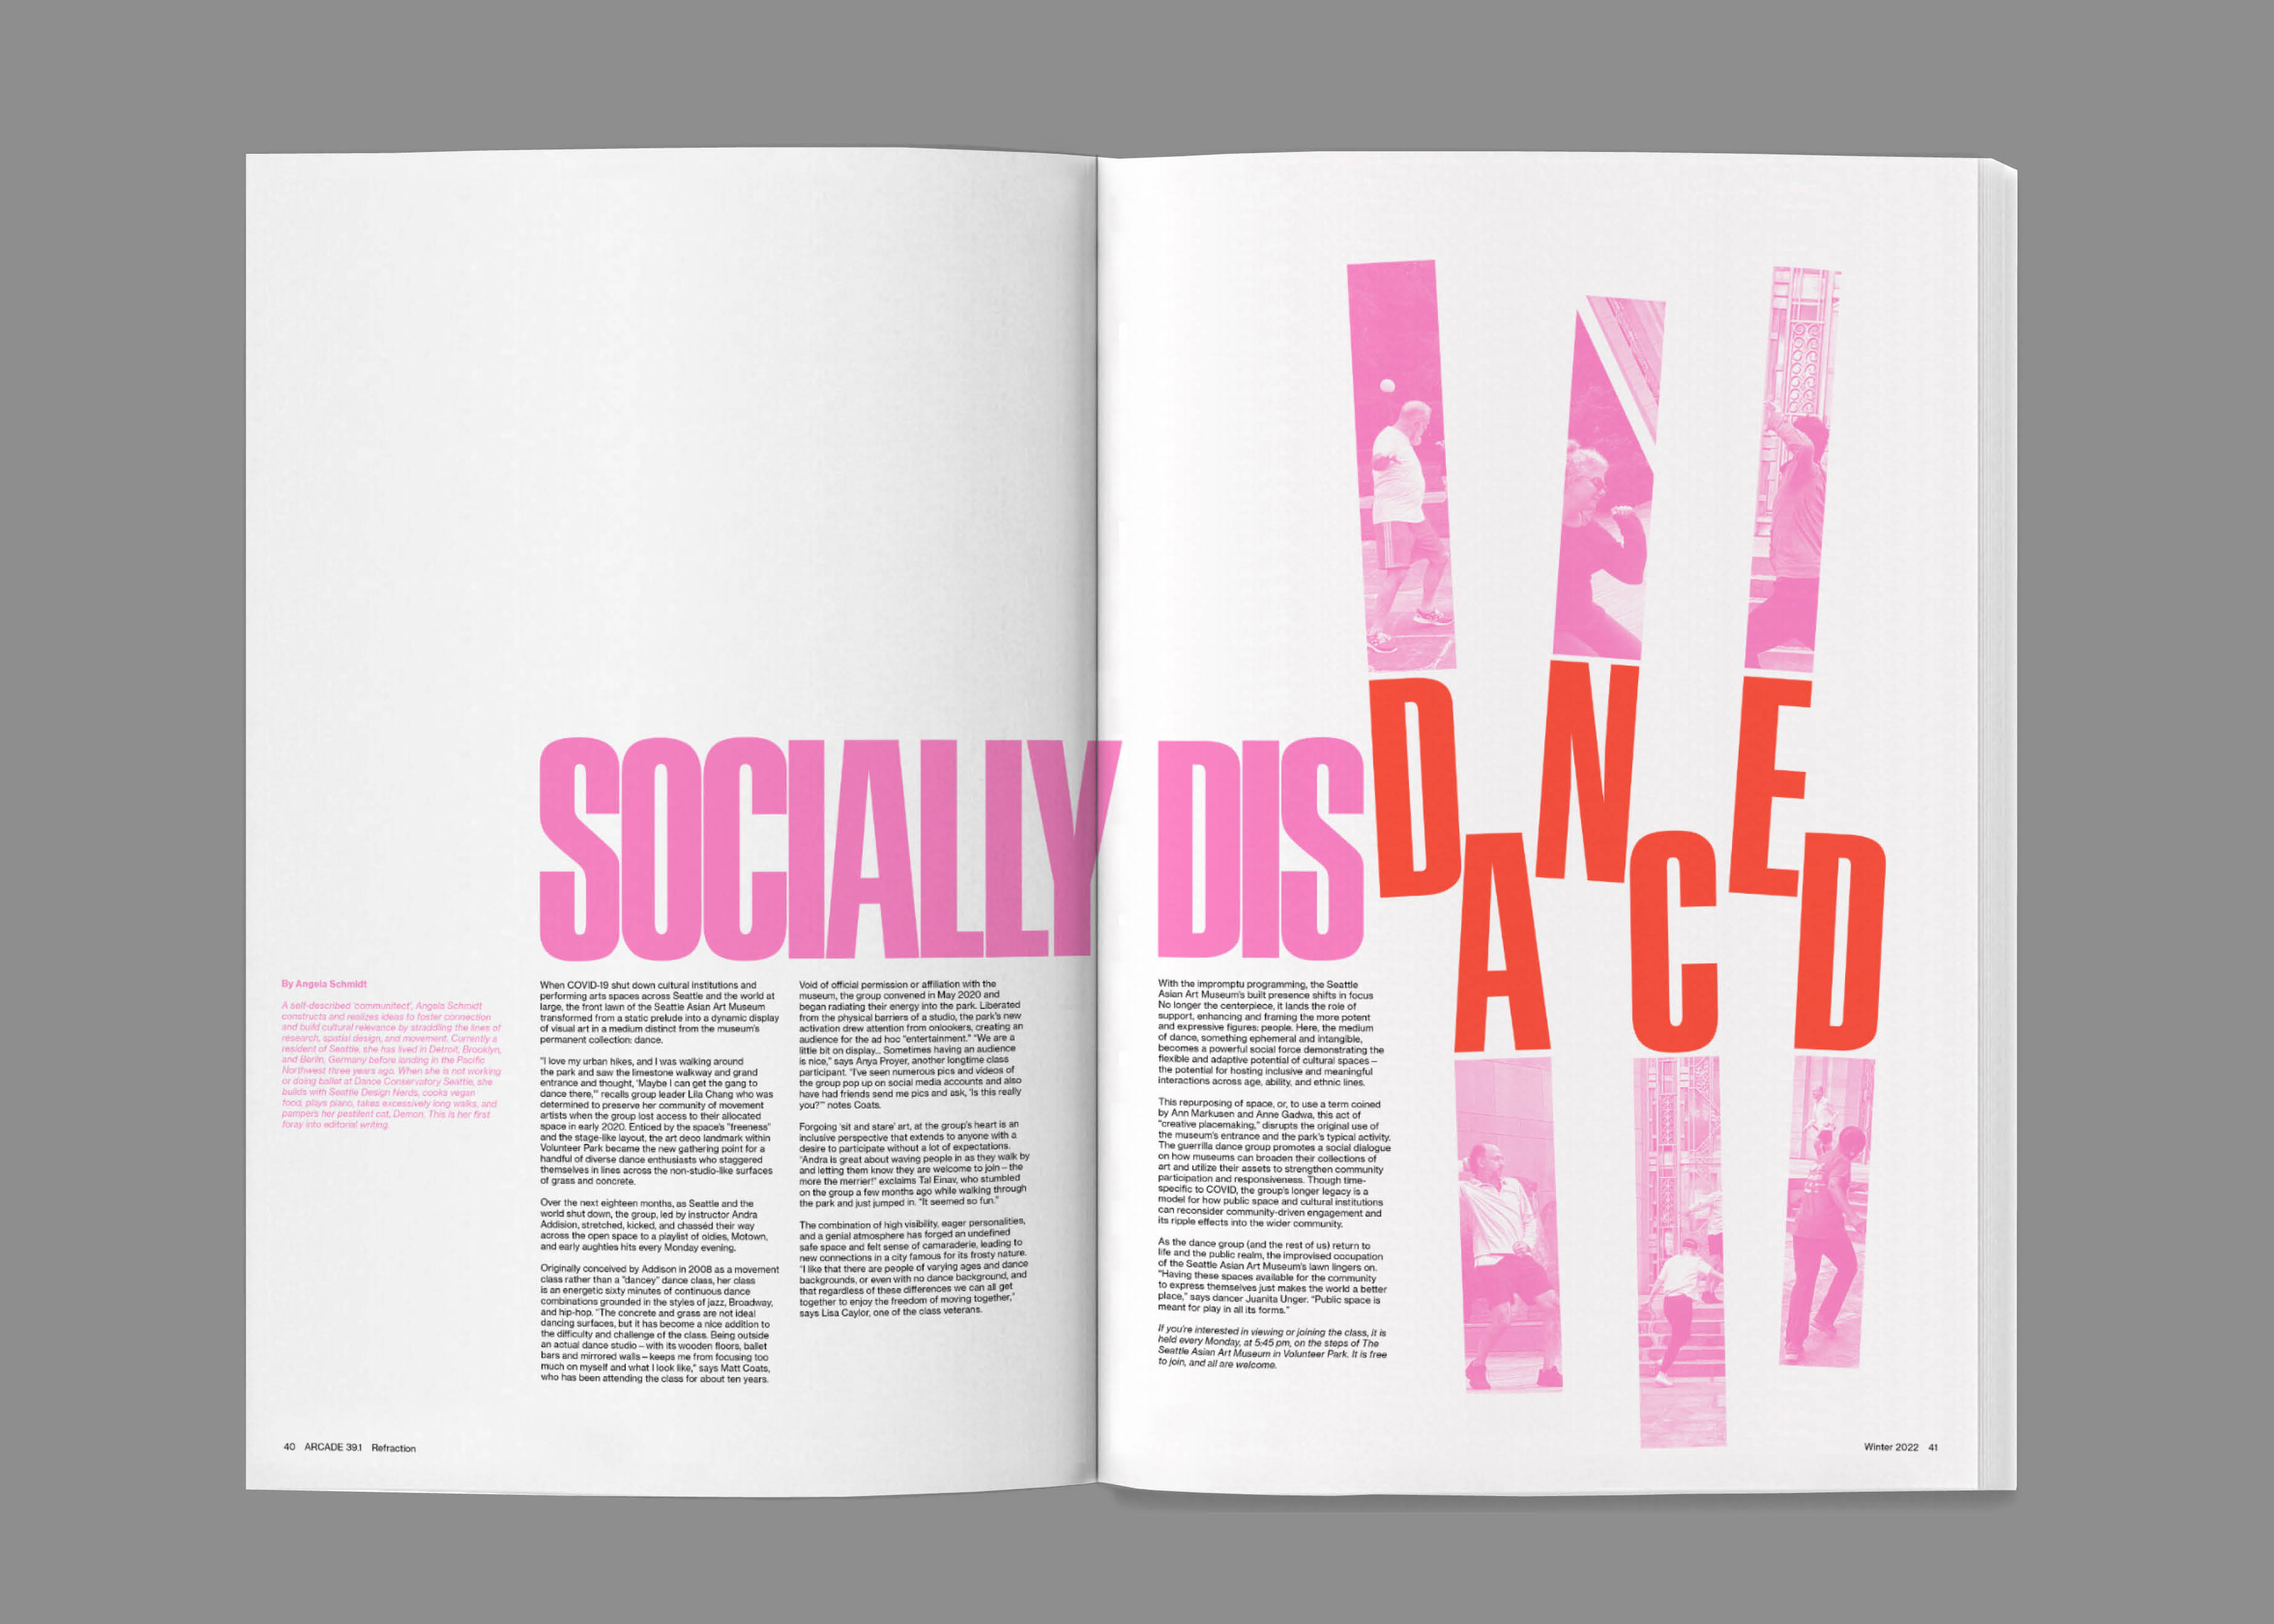 SOCIALLY DISDANCED
By Angela Schmidt
A self-described 'communitect', Angela Schmidt
constructs and realizes ideas to foster connection
and build cultural relevance by straddling the lines of
research, spatial design, and movement. Currently a
resident of Seattle, she has lived in Detroit, Brooklyn,
and Berlin, Germany before landing in the Pacific
Northwest three years ago. When she is not working
or doing ballet at Dance Conservatory Seattle, she
builds with Seattle Design Nerds, cooks vegan
food, plays piano, takes excessively long walks, and
pampers her pestilent cat, Demon. This is her first
foray into editorial writing.
When COVID-19 shut down cultural institutions and
performing arts spaces across Seattle and the world at
large, the front lawn of the Seattle Asian Art Museum
transformed from a static prelude into a dynamic display
of visual art in a medium distinct from the museum's
permanent collection: dance.
"I love my urban hikes, and I was walking around
the park and saw the limestone walkway and grand
entrance and thought, 'Maybe I can get the gang to
dance there,'" recalls group leader Lila Chang who was
determined to preserve her community of movement
artists when the group lost access to their allocated
space in early 2020. Enticed by the space's "freeness"
and the stage-like layout, the art deco landmark within
Volunteer Park became the new gathering point for a
handful of diverse dance enthusiasts who staggered
themselves in lines across the non-studio-like surfaces
of grass and concrete.
Over the next eighteen months, as Seattle and the
world shut down, the group, led by instructor Andra
Addision, stretched, kicked, and chasséd their way
across the open space to a playlist of oldies, Motown,
and early aughties hits every Monday evening.
Originally conceived by Addison in 2008 as a movement
class rather than a "dancey" dance class, her class
is an energetic sixty minutes of continuous dance
combinations grounded in the styles of jazz, Broadway,
and hip-hop. "The concrete and grass are not ideal
dancing surfaces, but it has become a nice addition to
the difficulty and challenge of the class. Being outside
an actual dance studio – with its wooden floors, ballet
bars and mirrored walls – keeps me from focusing too
much on myself and what I look like," says Matt Coats,
who has been attending the class for about ten years.
Void of official permission or affiliation with the
museum, the group convened in May 2020 and
began radiating their energy into the park. Liberated
from the physical barriers of a studio, the park's new
activation drew attention from onlookers, creating an
audience for the ad hoc "entertainment." "We are a
little bit on display... Sometimes having an audience
is nice," says Anya Proyer, another longtime class
participant. "I've seen numerous pics and videos of
the group pop up on social media accounts and also
have had friends send me pics and ask, 'Is this really
you?'" notes Coats.
Forgoing 'sit and stare' art, at the group's heart is an
inclusive perspective that extends to anyone with a
desire to participate without a lot of expectations.
"Andra is great about waving people in as they walk by
and letting them know they are welcome to join – the
more the merrier!" exclaims Tal Einav, who stumbled
on the group a few months ago while walking through
the park and just jumped in. "It seemed so fun."
The combination of high visibility, eager personalities,
and a genial atmosphere has forged an undefined
safe space and felt sense of camaraderie, leading to
new connections in a city famous for its frosty nature.
"I like that there are people of varying ages and dance
backgrounds, or even with no dance background, and
that regardless of these differences we can all get
together to enjoy the freedom of moving together,"
says Lisa Caylor, one of the class veterans.
With the impromptu programming, the Seattle
Asian Art Museum's built presence shifts in focus
No longer the centerpiece, it lands the role of
support, enhancing and framing the more potent
and expressive figures: people. Here, the medium
of dance, something ephemeral and intangible,
becomes a powerful social force demonstrating the
flexible and adaptive potential of cultural spaces –
the potential for hosting inclusive and meaningful
interactions across age, ability, and ethnic lines.
This repurposing of space, or, to use a term coined
by Ann Markusen and Anne Gadwa, this act of
"creative placemaking," disrupts the original use of
the museum's entrance and the park's typical activity.
The guerrilla dance group promotes a social dialogue
on how museums can broaden their collections of
art and utilize their assets to strengthen community
participation and responsiveness. Though time-
specific to COVID, the group's longer legacy is a
model for how public space and cultural institutions
can reconsider community-driven engagement and
its ripple effects into the wider community.
As the dance group (and the rest of us) return to
life and the public realm, the improvised occupation
of the Seattle Asian Art Museum's lawn lingers on.
"Having these spaces available for the community
to express themselves just makes the world a better
place," says dancer Juanita Unger. "Public space is
meant for play in all its forms."
If you're interested in viewing or joining the class, it is
held every Monday, at 5:45 pm, on the steps of The
Seattle Asian Art Museum in Volunteer Park. It is free
to join, and all are welcome.
40 ARCADE 39.1 Refraction
Winter 2022 41